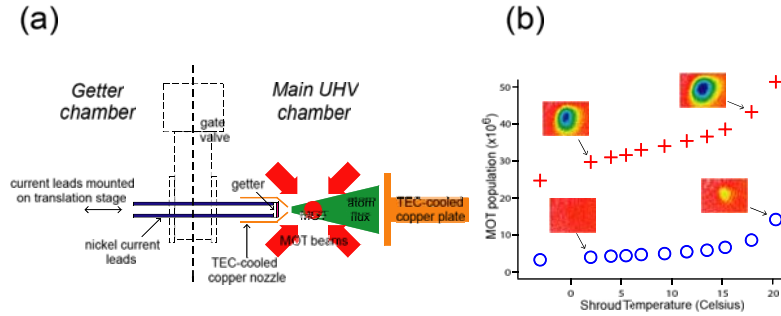 (a)
Getter
chamber
Main UHV
chamber
gate
valve
getter
current leads mounted
on translation stage
nickel current
leads
TEC-cooled
copper nozzle
MOT beams
atom
flux
TEC-cooled
copper plate
(b)
MOT population (x10⁶)
50
40
30
20
10
0
0
5
10
15
20
Shroud Temperature (Celsius)